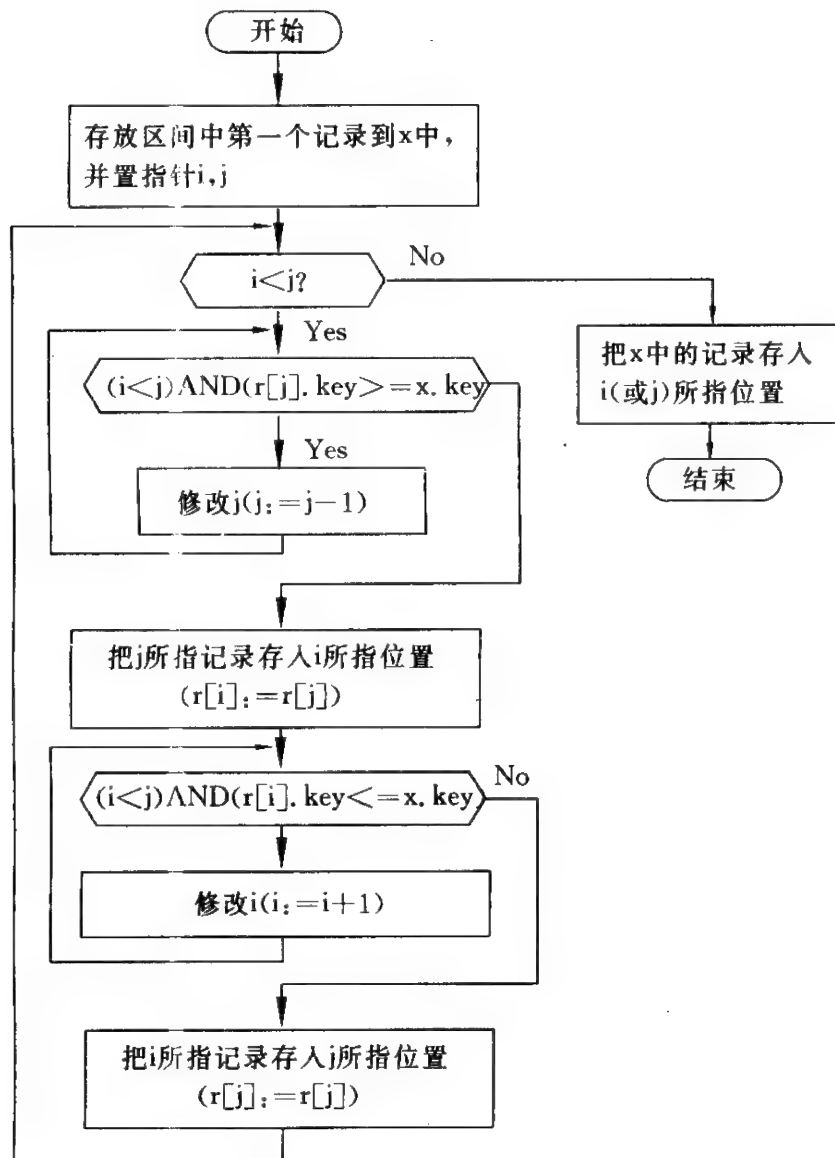 开始
存放区间中第一个记录到x中,
并置指针i,j
i<j?
No
Yes
(i<j)AND(r[j].key>=x.key
Yes
修改j(j:=j-1)
把x中的记录存入
i(或j)所指位置
结束
把j所指记录存入i所指位置
(r[i]:=r[j])
(i<j)AND(r[i].key<=x.key
No
修改i(i:=i+1)
把i所指记录存入j所指位置
(r[j]:=r[j])